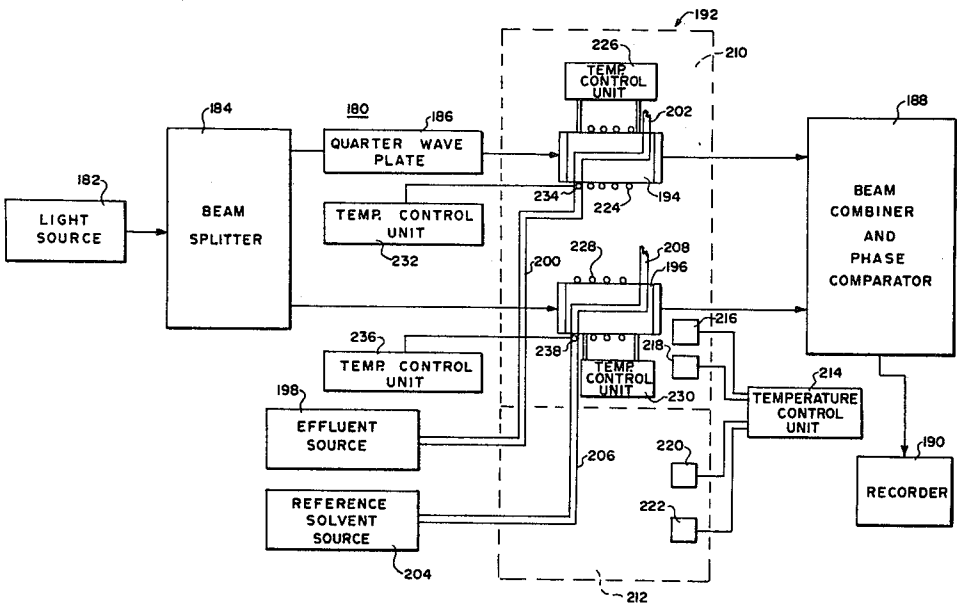 192
226
210
TEMP.
CONTROL
UNIT
184
180
186
202
188
QUARTER WAVE
PLATE
182
LIGHT
SOURCE
BEAM
SPLITTER
234
194
224
TEMP. CONTROL
UNIT
232
BEAM
COMBINER
AND
PHASE
COMPARATOR
200
228
208
196
236
238
216
218
TEMP. CONTROL
UNIT
TEMP.
CONTROL
UNIT
230
214
TEMPERATURE
CONTROL
UNIT
198
EFFLUENT
SOURCE
206
220
190
RECORDER
REFERENCE
SOLVENT
SOURCE
204
222
212